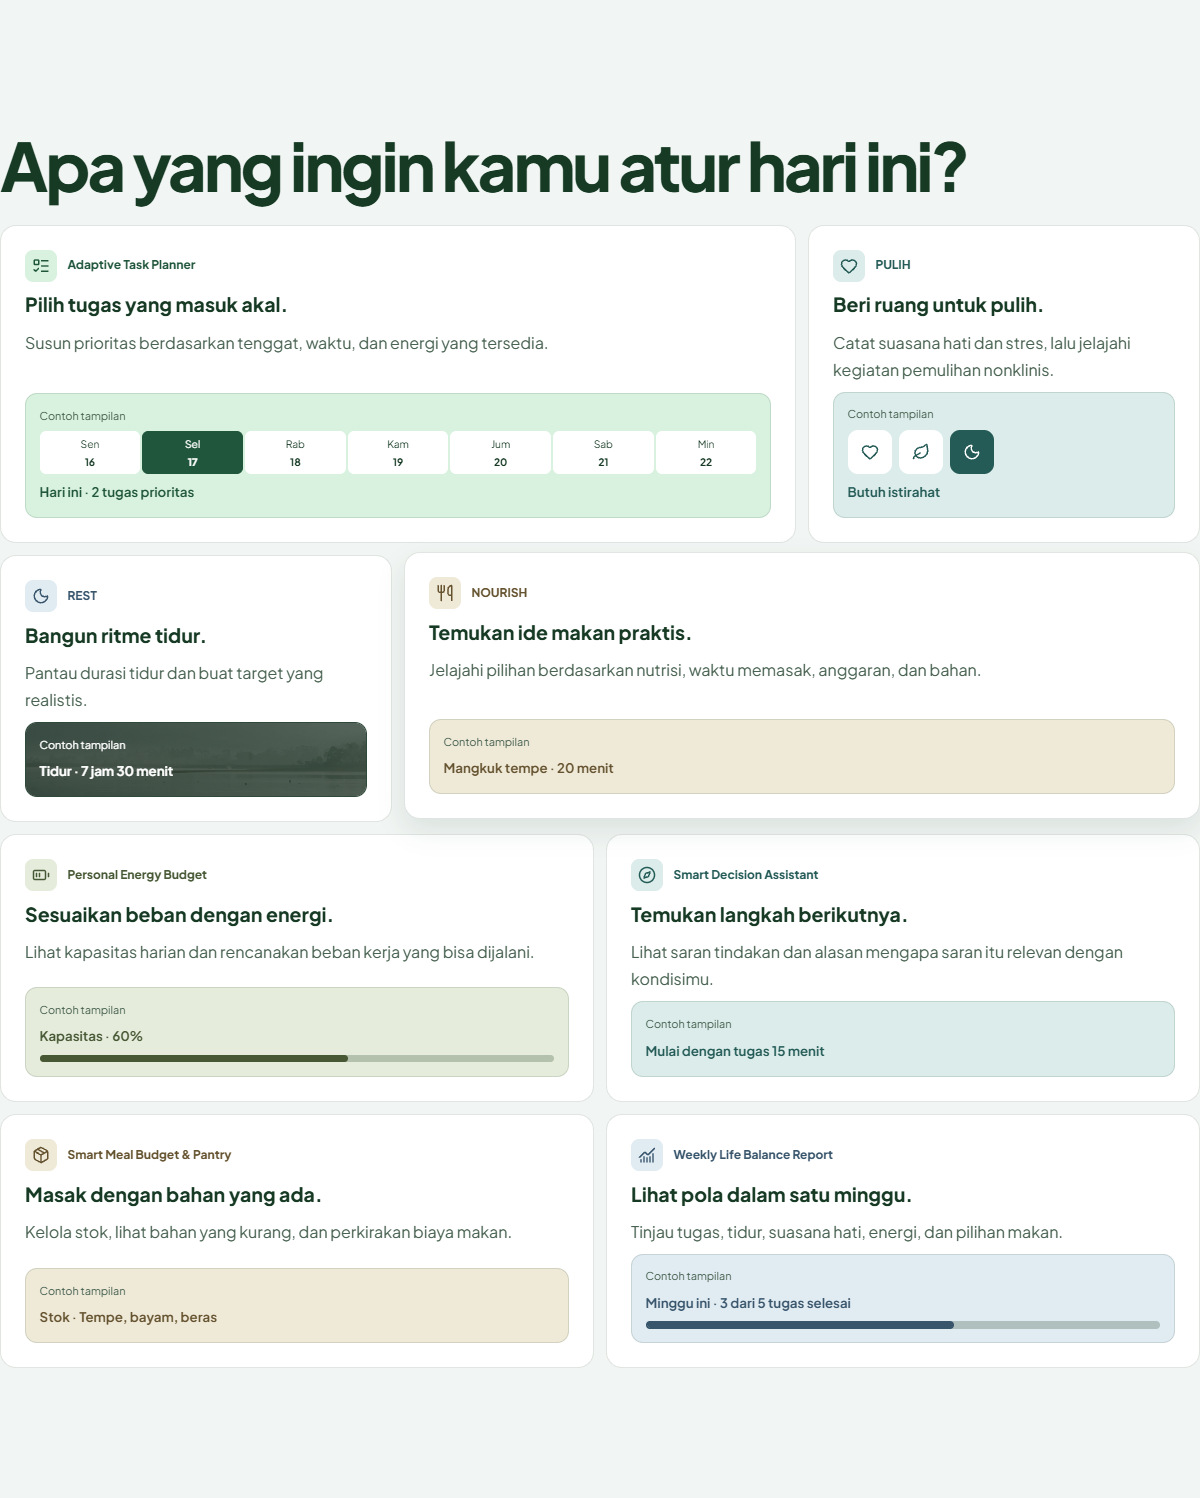 Apa yang ingin kamu atur hari ini?
Adaptive Task Planner
Pilih tugas yang masuk akal.
Susun prioritas berdasarkan tenggat, waktu, dan energi yang tersedia.
Contoh tampilan
Sen Sel Rab Kam Jum Sab Min
16 17 18 19 20 21 22
Hari ini · 2 tugas prioritas
PULIH
Beri ruang untuk pulih.
Catat suasana hati dan stres, lalu jelajahi
kegiatan pemulihan nonklinis.
Contoh tampilan
Butuh istirahat
REST
Bangun ritme tidur.
Pantau durasi tidur dan buat target yang
realistis.
Contoh tampilan
Tidur · 7 jam 30 menit
NOURISH
Temukan ide makan praktis.
Jelajahi pilihan berdasarkan nutrisi, waktu memasak, anggaran, dan bahan.
Contoh tampilan
Mangkuk tempe · 20 menit
Personal Energy Budget
Sesuaikan beban dengan energi.
Lihat kapasitas harian dan rencanakan beban kerja yang bisa dijalani.
Contoh tampilan
Kapasitas · 60%
Smart Decision Assistant
Temukan langkah berikutnya.
Lihat saran tindakan dan alasan mengapa saran itu relevan dengan
kondisimu.
Contoh tampilan
Mulai dengan tugas 15 menit
Smart Meal Budget & Pantry
Masak dengan bahan yang ada.
Kelola stok, lihat bahan yang kurang, dan perkirakan biaya makan.
Contoh tampilan
Stok · Tempe, bayam, beras
Weekly Life Balance Report
Lihat pola dalam satu minggu.
Tinjau tugas, tidur, suasana hati, energi, dan pilihan makan.
Contoh tampilan
Minggu ini · 3 dari 5 tugas selesai